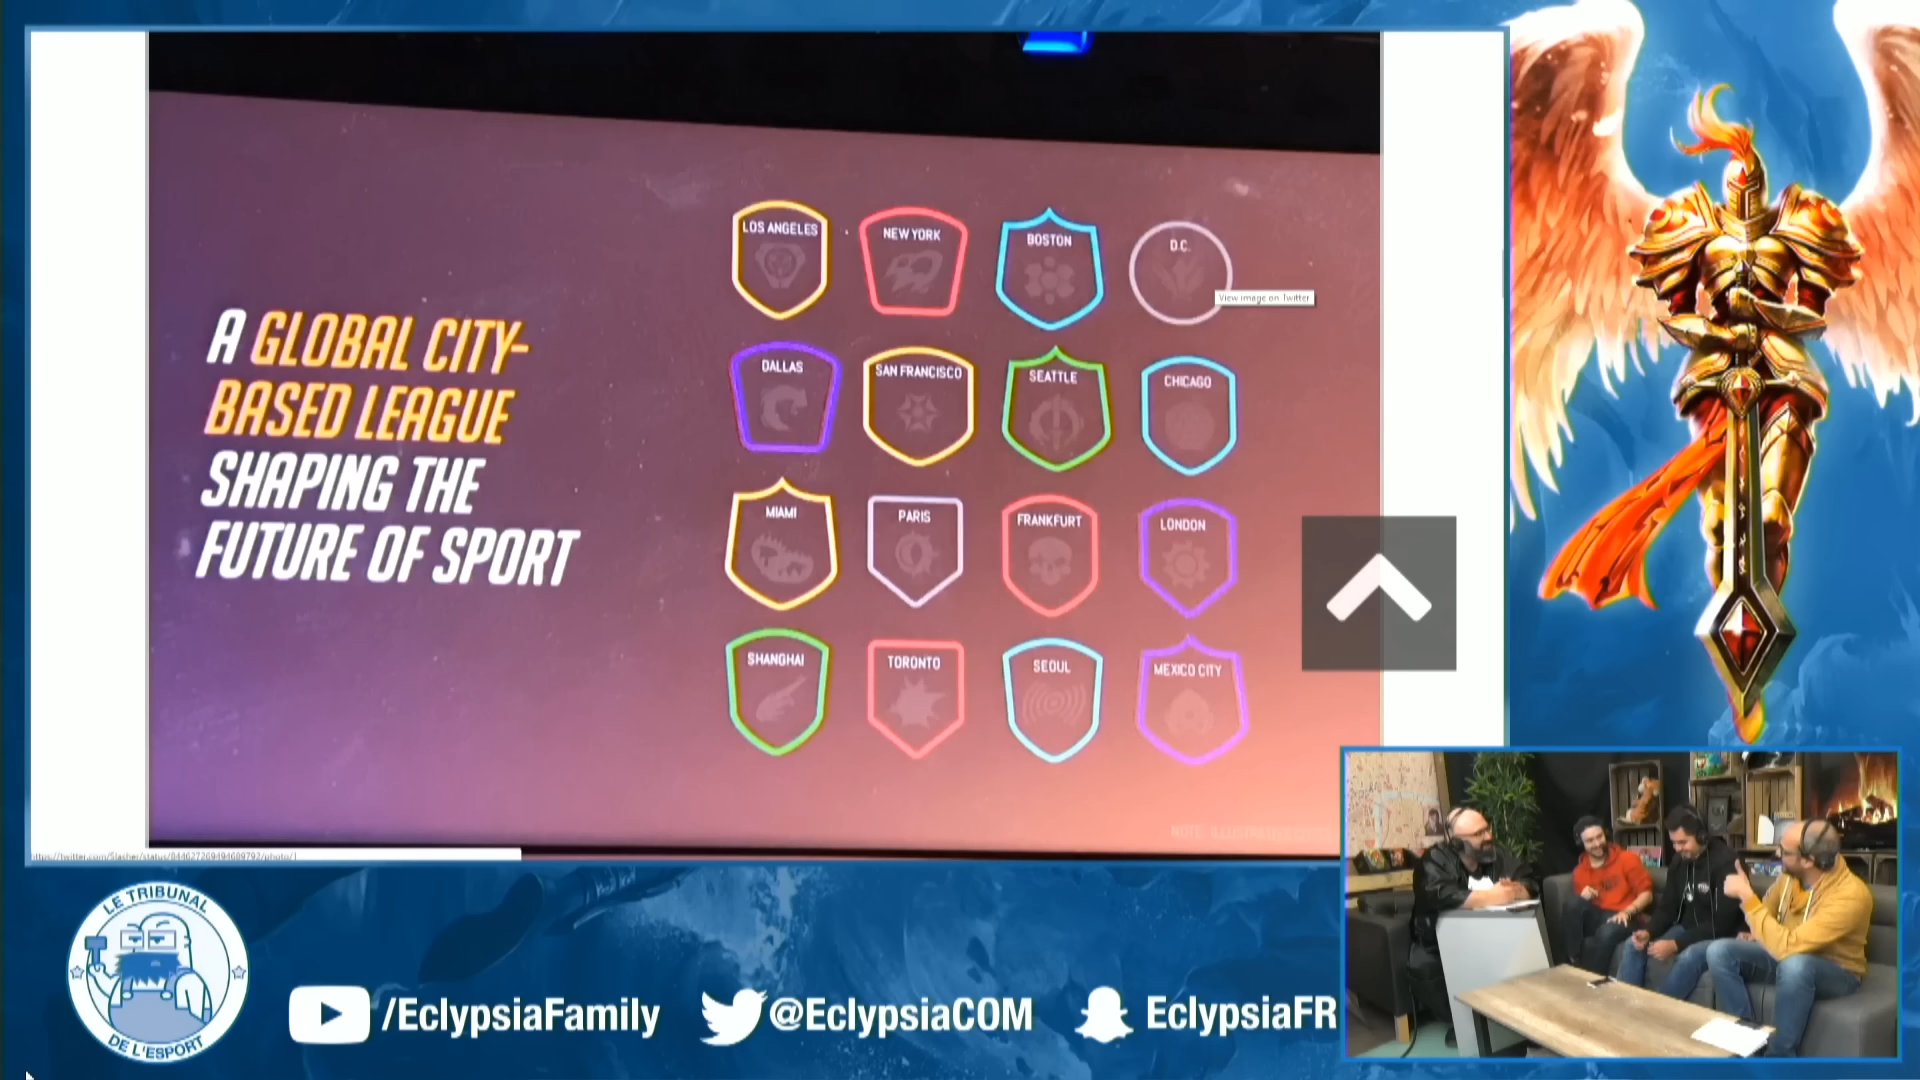 A GLOBAL CITY-
BASED LEAGUE
SHAPING THE
FUTURE OF SPORT
LOS ANGELES
NEW YORK
BOSTON
D.C.
View image on Twitter
DALLAS
SAN FRANCISCO
SEATTLE
CHICAGO
MIAMI
PARIS
FRANKFURT
LONDON
SHANGHAI
TORONTO
SEOUL
MEXICO CITY
LE TRIBUNAL
DE L'ESPORT
/EclypsiaFamily
@EclypsiaCOM
EclypsiaFR